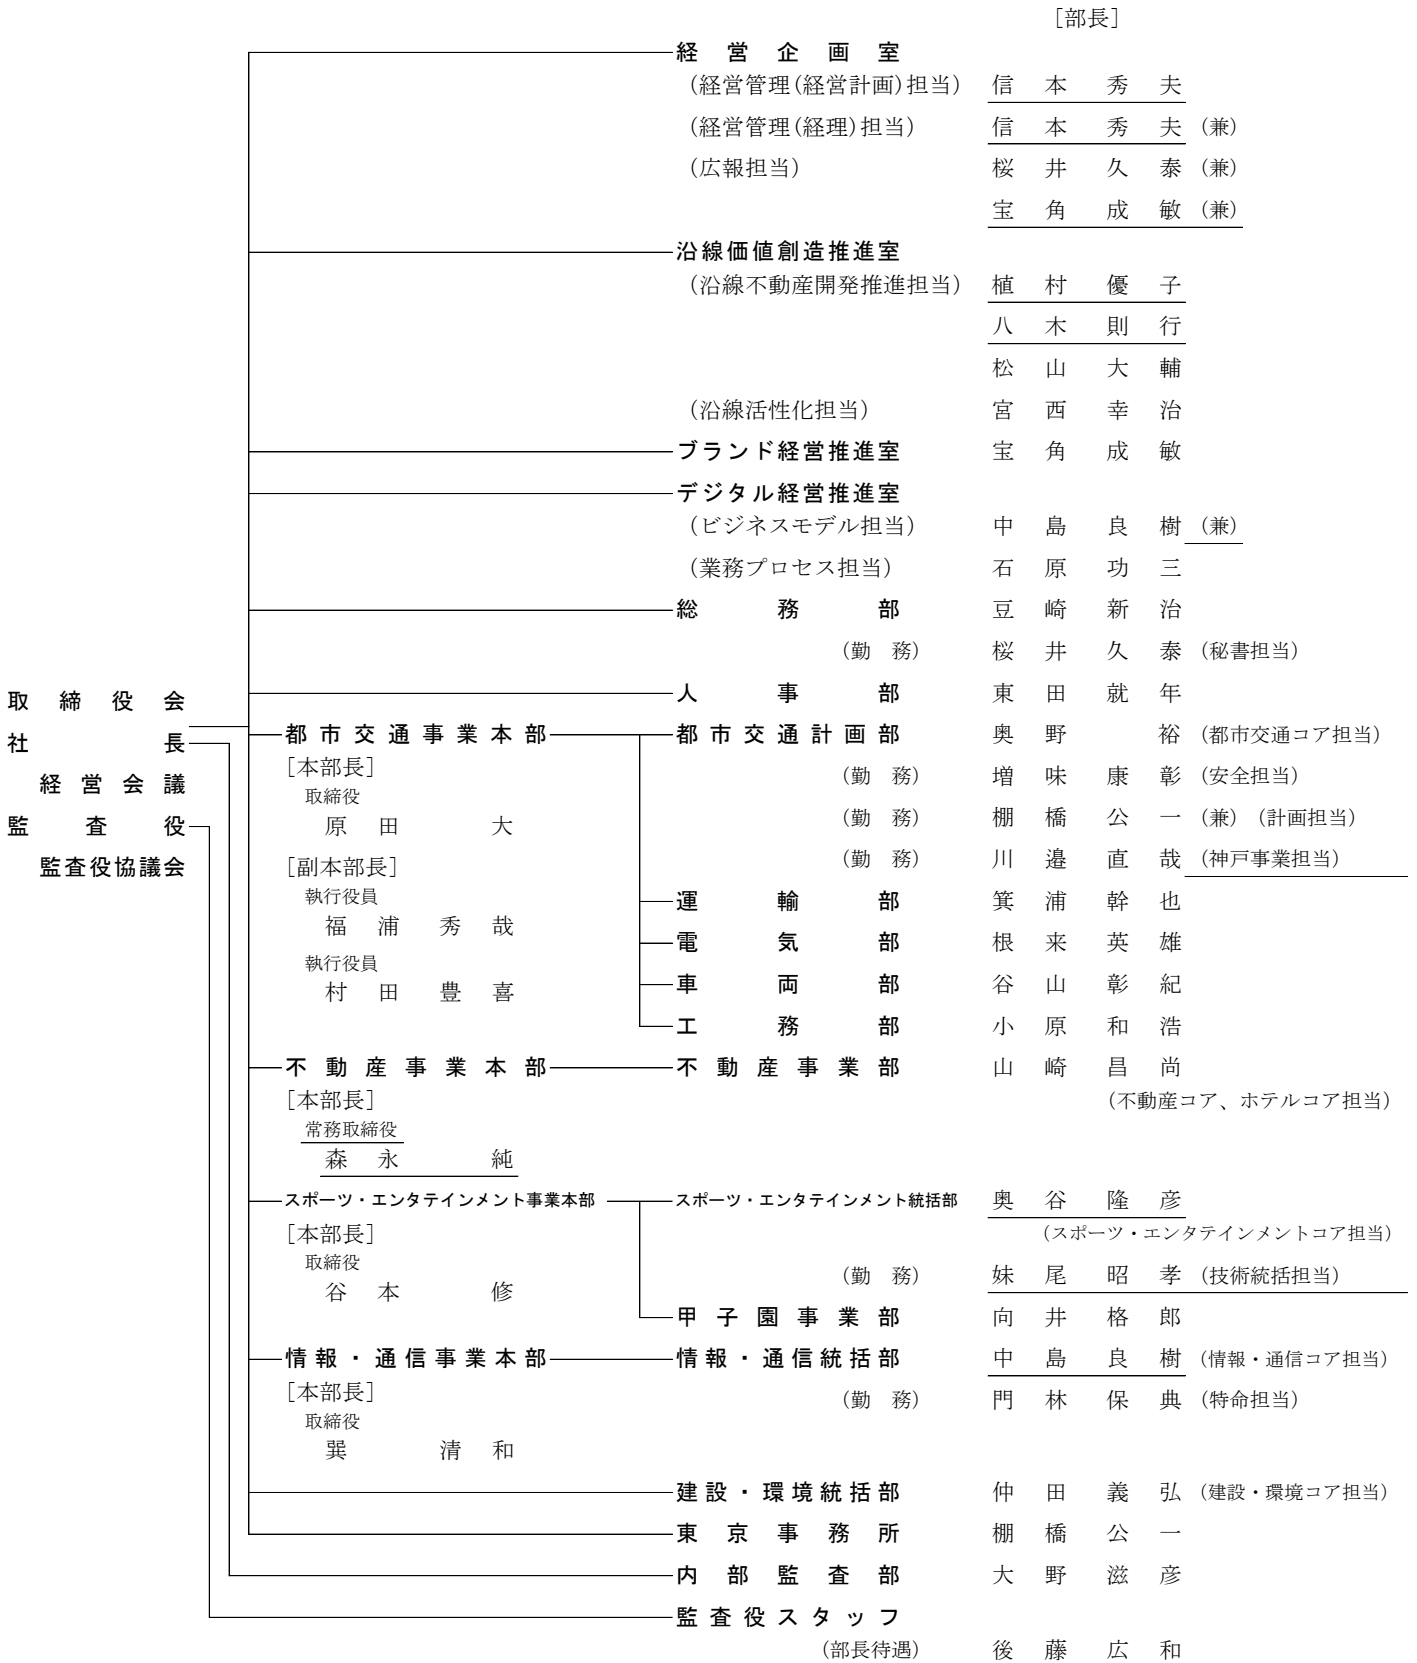 ［部長］
経営企画室
（経営管理（経営計画）担当） 信本秀夫
（経営管理（経理）担当） 信本秀夫（兼）
（広報担当） 桜井久泰（兼）
宝角成敏（兼）
沿線価値創造推進室
（沿線不動産開発推進担当） 植村優子
八木則行
松山大輔
（沿線活性化担当） 宮西幸治
ブランド経営推進室 宝角成敏
デジタル経営推進室
（ビジネスモデル担当） 中島良樹（兼）
（業務プロセス担当） 石原功三
総務部 豆崎新治
（勤務） 桜井久泰（秘書担当）
人事部 東田就年
取締役会
社長
経営会議
監査役
監査役協議会
都市交通事業本部
［本部長］
取締役
原田大
［副本部長］
執行役員
福浦秀哉
執行役員
村田豊喜
都市交通計画部 奥野裕（都市交通コア担当）
（勤務） 増味康彰（安全担当）
（勤務） 棚橋公一（兼）（計画担当）
（勤務） 川邉直哉（神戸事業担当）
運輸部 箕浦幹也
電気部 根来英雄
車両部 谷山彰紀
工務部 小原和浩
不動産事業本部
［本部長］
常務取締役
森永純
不動産事業部 山崎昌尚
（不動産コア、ホテルコア担当）
スポーツ・エンタテインメント事業本部
［本部長］
取締役
谷本修
スポーツ・エンタテインメント統括部 奥谷隆彦
（スポーツ・エンタテインメントコア担当）
（勤務） 妹尾昭孝（技術統括担当）
甲子園事業部 向井格郎
情報・通信事業本部
［本部長］
取締役
巽清和
情報・通信統括部 中島良樹（情報・通信コア担当）
（勤務） 門林保典（特命担当）
建設・環境統括部 仲田義弘（建設・環境コア担当）
東京事務所 棚橋公一
内部監査部 大野滋彦
監査役スタッフ
（部長待遇） 後藤広和